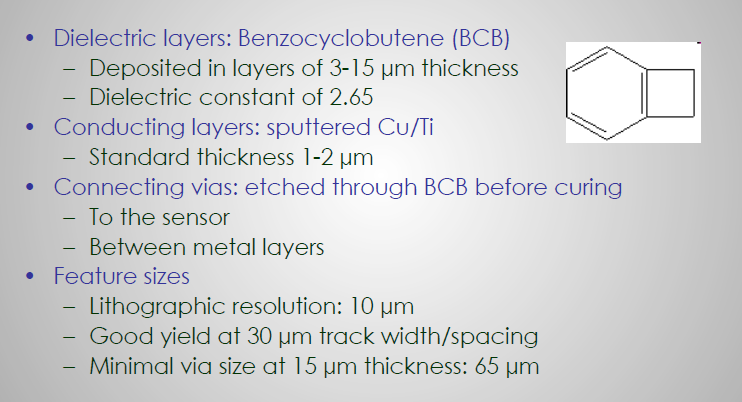 • Dielectric layers: Benzocyclobutene (BCB)
– Deposited in layers of 3-15 µm thickness
– Dielectric constant of 2.65
• Conducting layers: sputtered Cu/Ti
– Standard thickness 1-2 µm
• Connecting vias: etched through BCB before curing
– To the sensor
– Between metal layers
• Feature sizes
– Lithographic resolution: 10 µm
– Good yield at 30 µm track width/spacing
– Minimal via size at 15 µm thickness: 65 µm